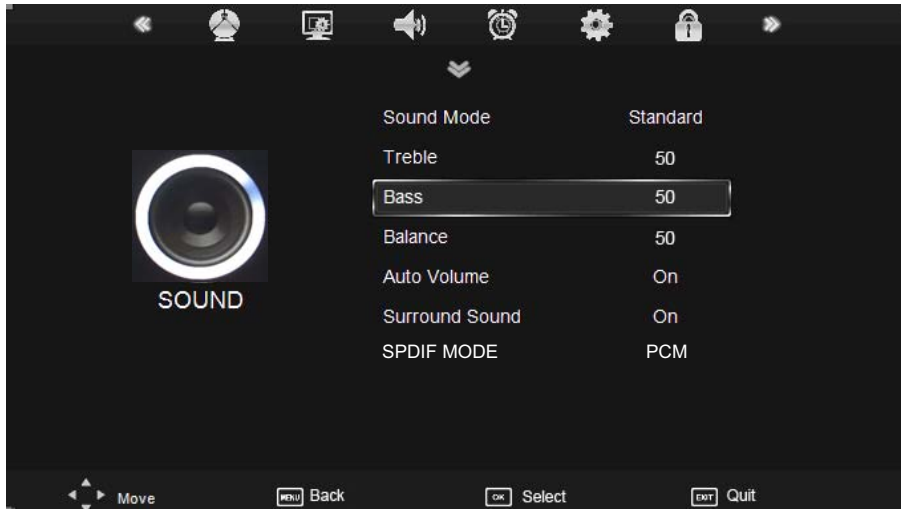 Sound Mode Standard
Treble 50
Bass 50
Balance 50
Auto Volume On
SOUND
Surround Sound On
SPDIF MODE PCM
Move MENU Back OK Select EXIT Quit